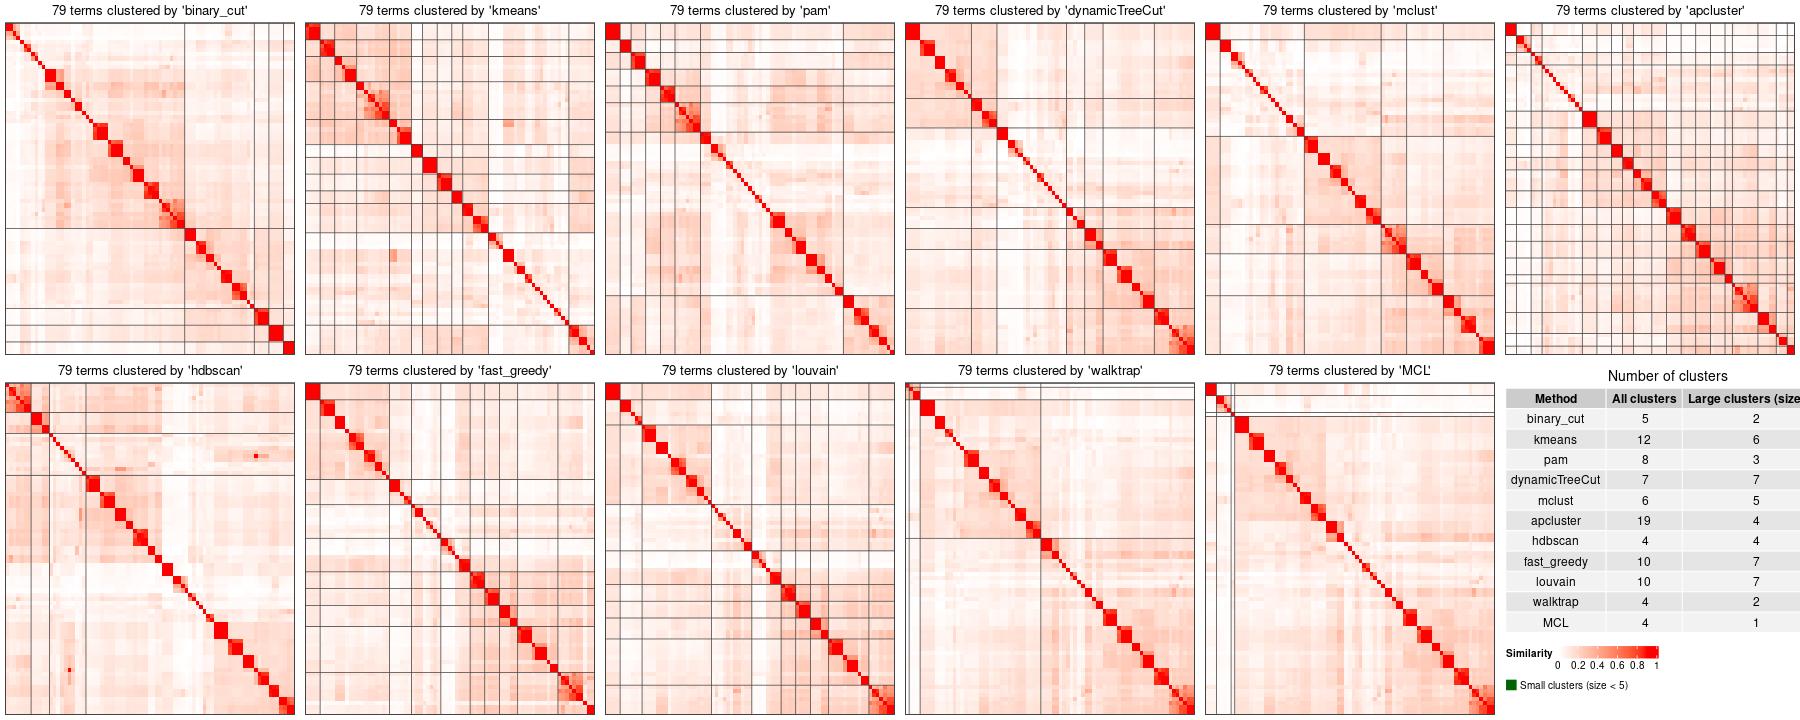 79 terms clustered by 'binary_cut'
79 terms clustered by 'kmeans'
79 terms clustered by 'pam'
79 terms clustered by 'dynamicTreeCut'
79 terms clustered by 'mclust'
79 terms clustered by 'apcluster'
79 terms clustered by 'hdbscan'
79 terms clustered by 'fast_greedy'
79 terms clustered by 'louvain'
79 terms clustered by 'walktrap'
79 terms clustered by 'MCL'
Number of clusters
Method All clusters Large clusters (size
binary_cut 5 2
kmeans 12 6
pam 8 3
dynamicTreeCut 7 7
mclust 6 5
apcluster 19 4
hdbscan 4 4
fast_greedy 10 7
louvain 10 7
walktrap 4 2
MCL 4 1
Similarity
0 0.2 0.4 0.6 0.8 1
Small clusters (size < 5)